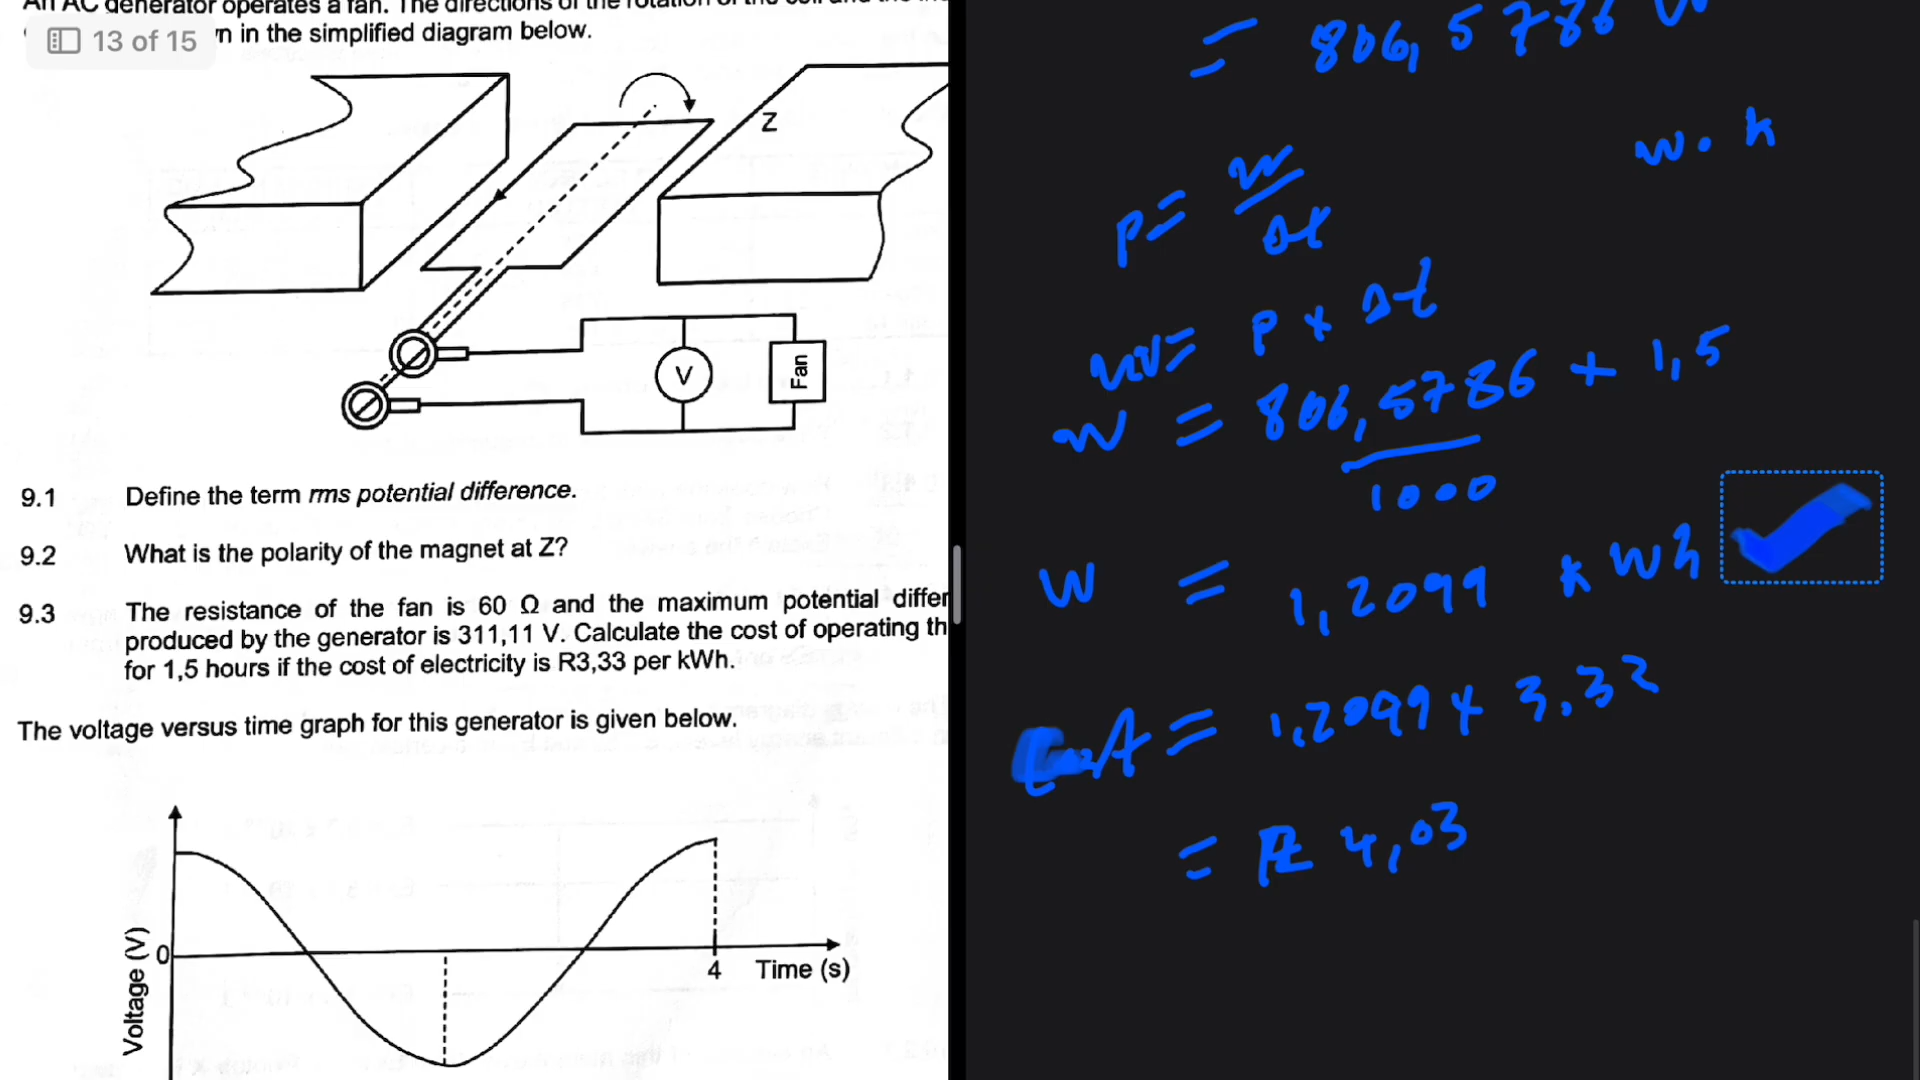 An AC generator operates a fan. The directions of the rotation of the coil and the
13 of 15
n in the simplified diagram below.
Z
V
Fan
9.1 Define the term rms potential difference.
9.2 What is the polarity of the magnet at Z?
9.3 The resistance of the fan is 60 Ω and the maximum potential differ
produced by the generator is 311,11 V. Calculate the cost of operating th
for 1,5 hours if the cost of electricity is R3,33 per kWh.
The voltage versus time graph for this generator is given below.
Voltage (V)
0
4
Time (s)
= 806,5786 W
W . h
P = W / Δt
W = P × Δt
W = 806,5786 / 1000 × 1,5
W = 1,2099 kWh
= 1,2099 × 3,33
= R 4,03